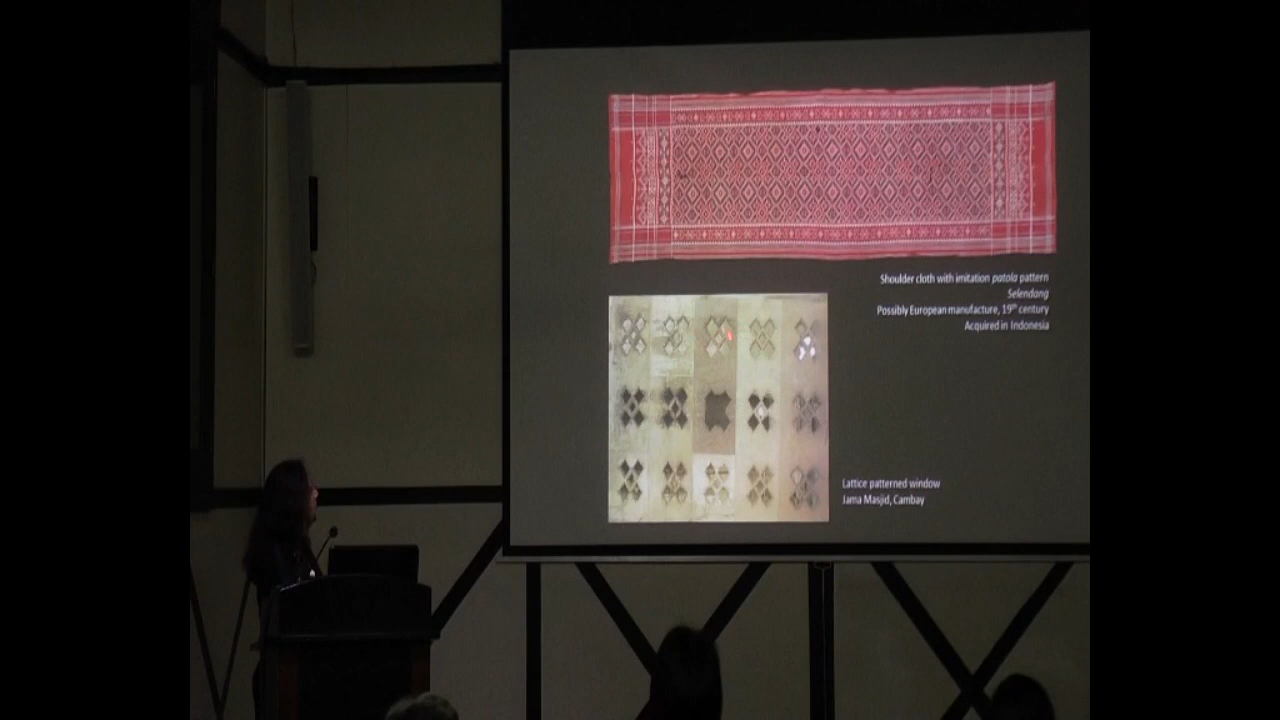 Shoulder cloth with imitation patola pattern
Selendang
Possibly European manufacture, 19th century
Acquired in Indonesia
Lattice patterned window
Jama Masjid, Cambay